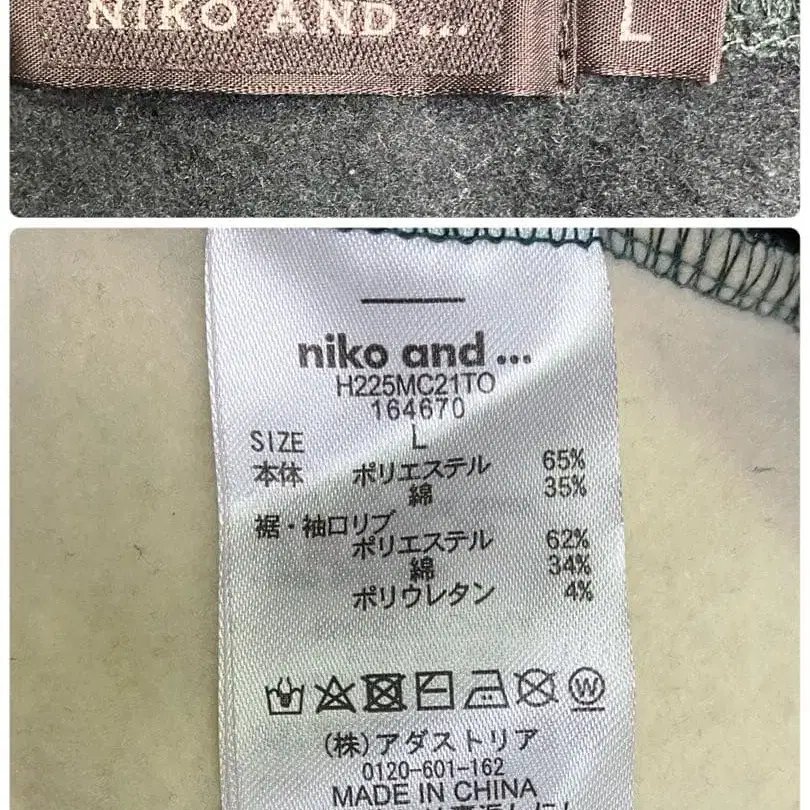 NIKO AND ...
L
niko and ...
H225MC21TO
164670
SIZE L
本体 ポリエステル 65%
綿 35%
裾・袖口リブ
ポリエステル 62%
綿 34%
ポリウレタン 4%
W
(株)アダストリア
0120-601-162
MADE IN CHINA